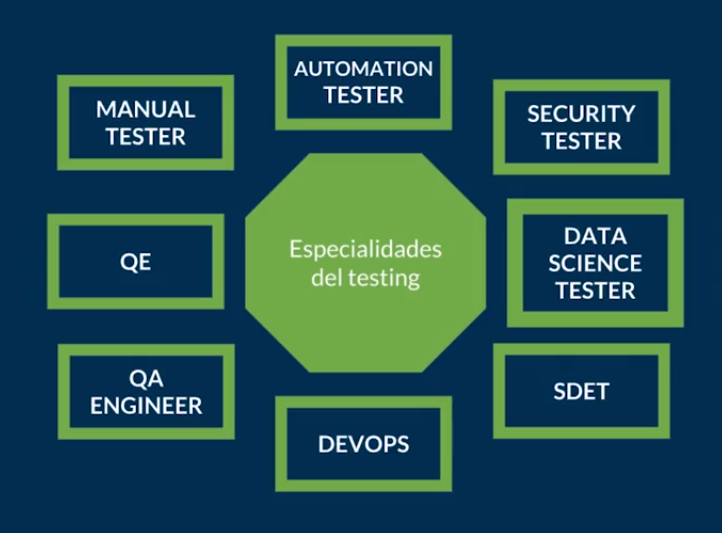 AUTOMATION
TESTER
MANUAL
TESTER
SECURITY
TESTER
QE
Especialidades
del testing
DATA
SCIENCE
TESTER
QA
ENGINEER
SDET
DEVOPS